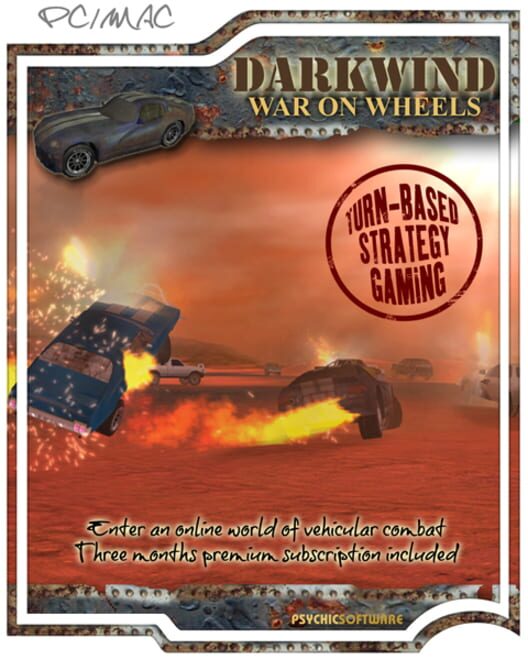 PC/MAC
DARKWIND
WAR ON WHEELS
TURN-BASED
STRATEGY
GAMING
Enter an online world of vehicular combat
Three months premium subscription included
PSYCHICSOFTWARE